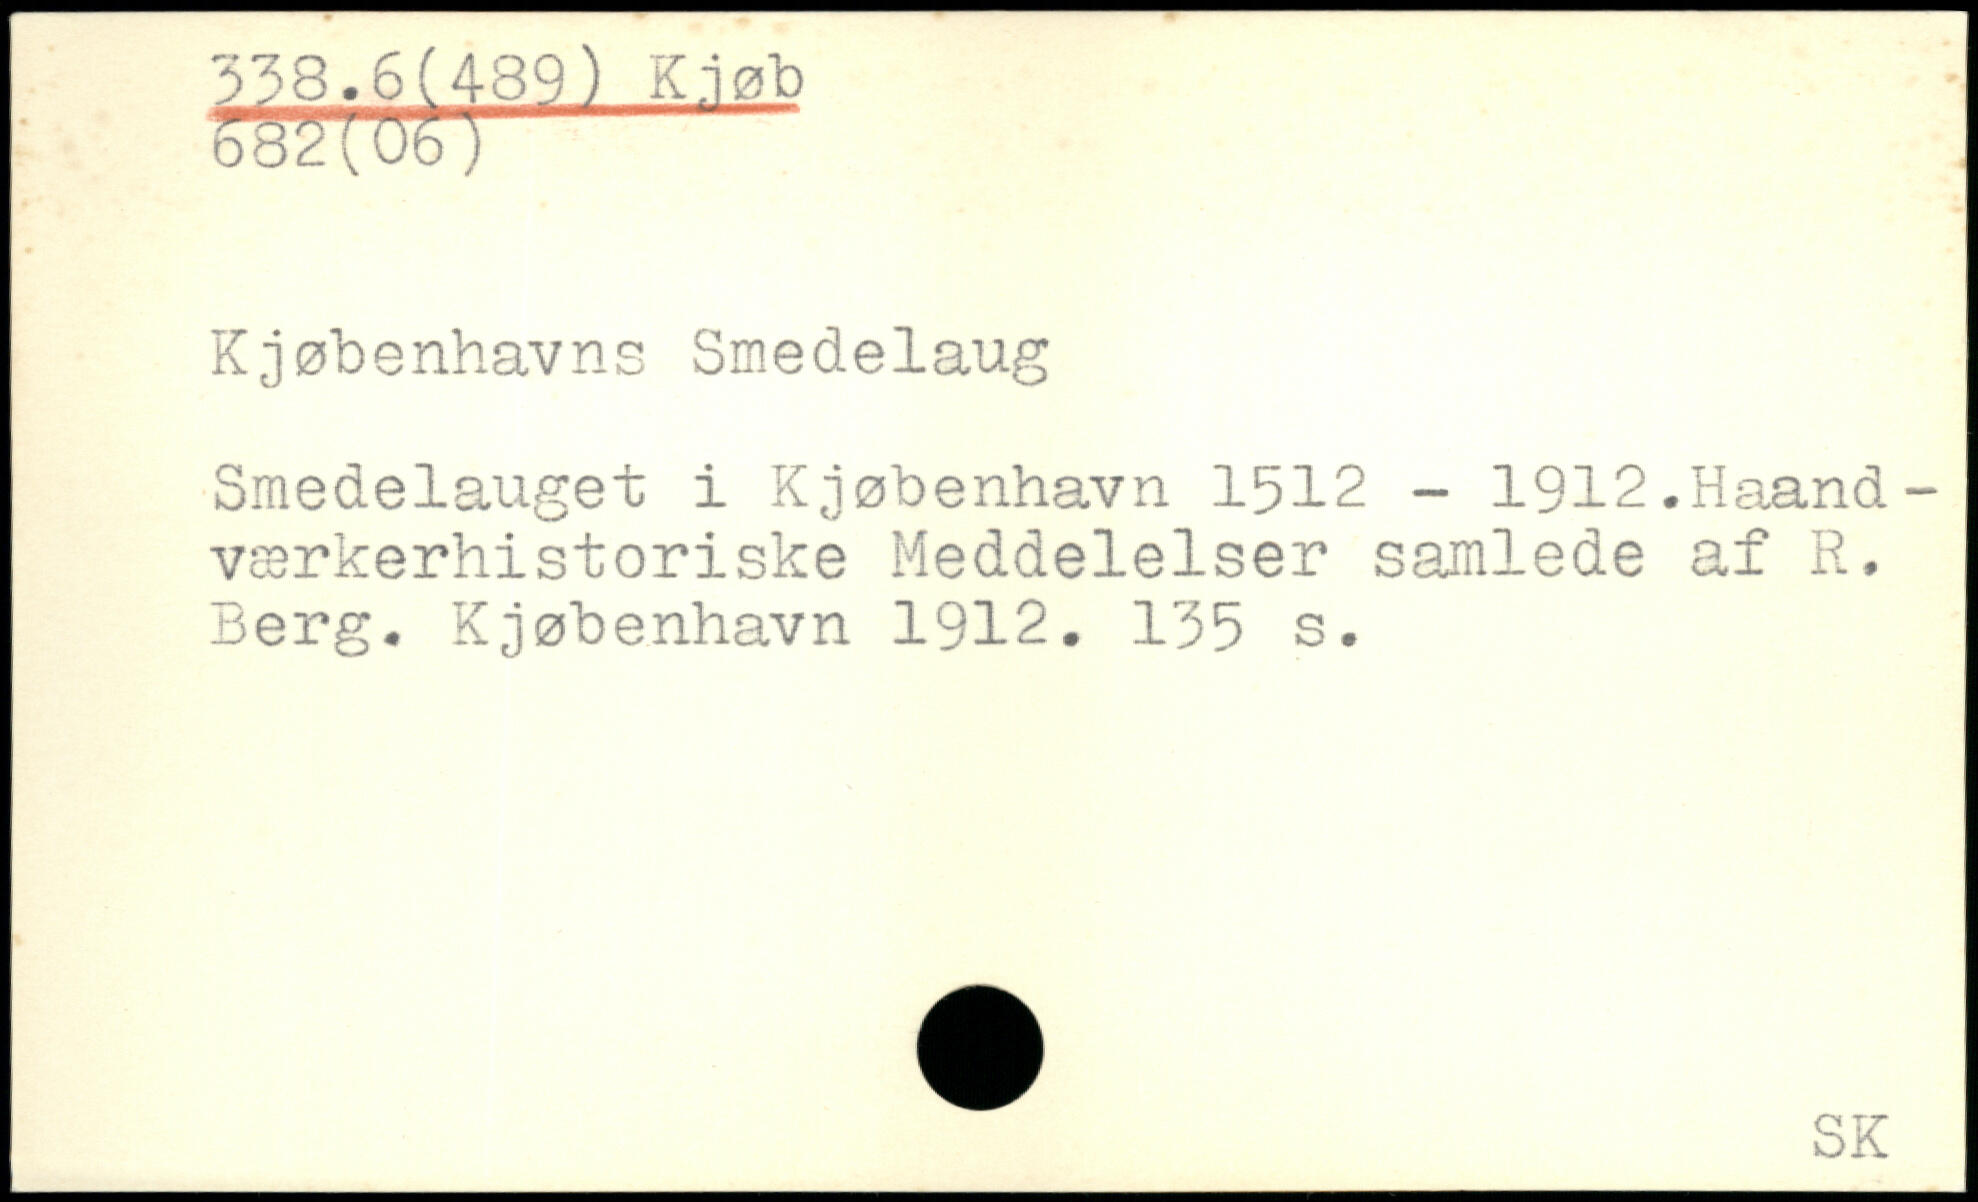 338.6(489) Kjøb
682(06)
Kjøbenhavns Smedelaug
Smedelauget i Kjøbenhavn 1512 - 1912.Haand-
værkerhistoriske Meddelelser samlede af R.
Berg. Kjøbenhavn 1912. 135 s.
SK